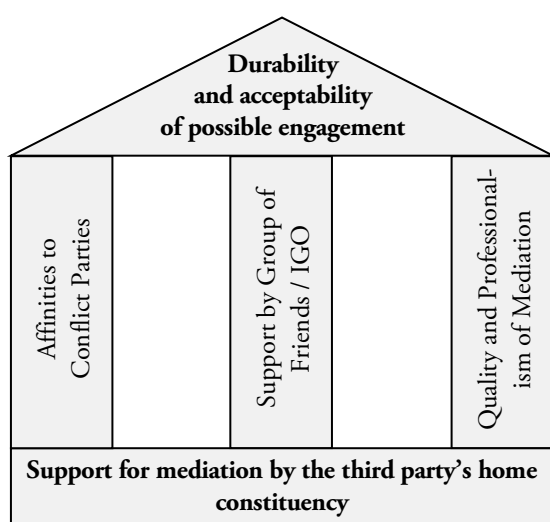 Durability
and acceptability
of possible engagement
Affinities to
Conflict Parties
Support by Group of
Friends / IGO
Quality and Professional-
ism of Mediation
Support for mediation by the third party’s home
constituency